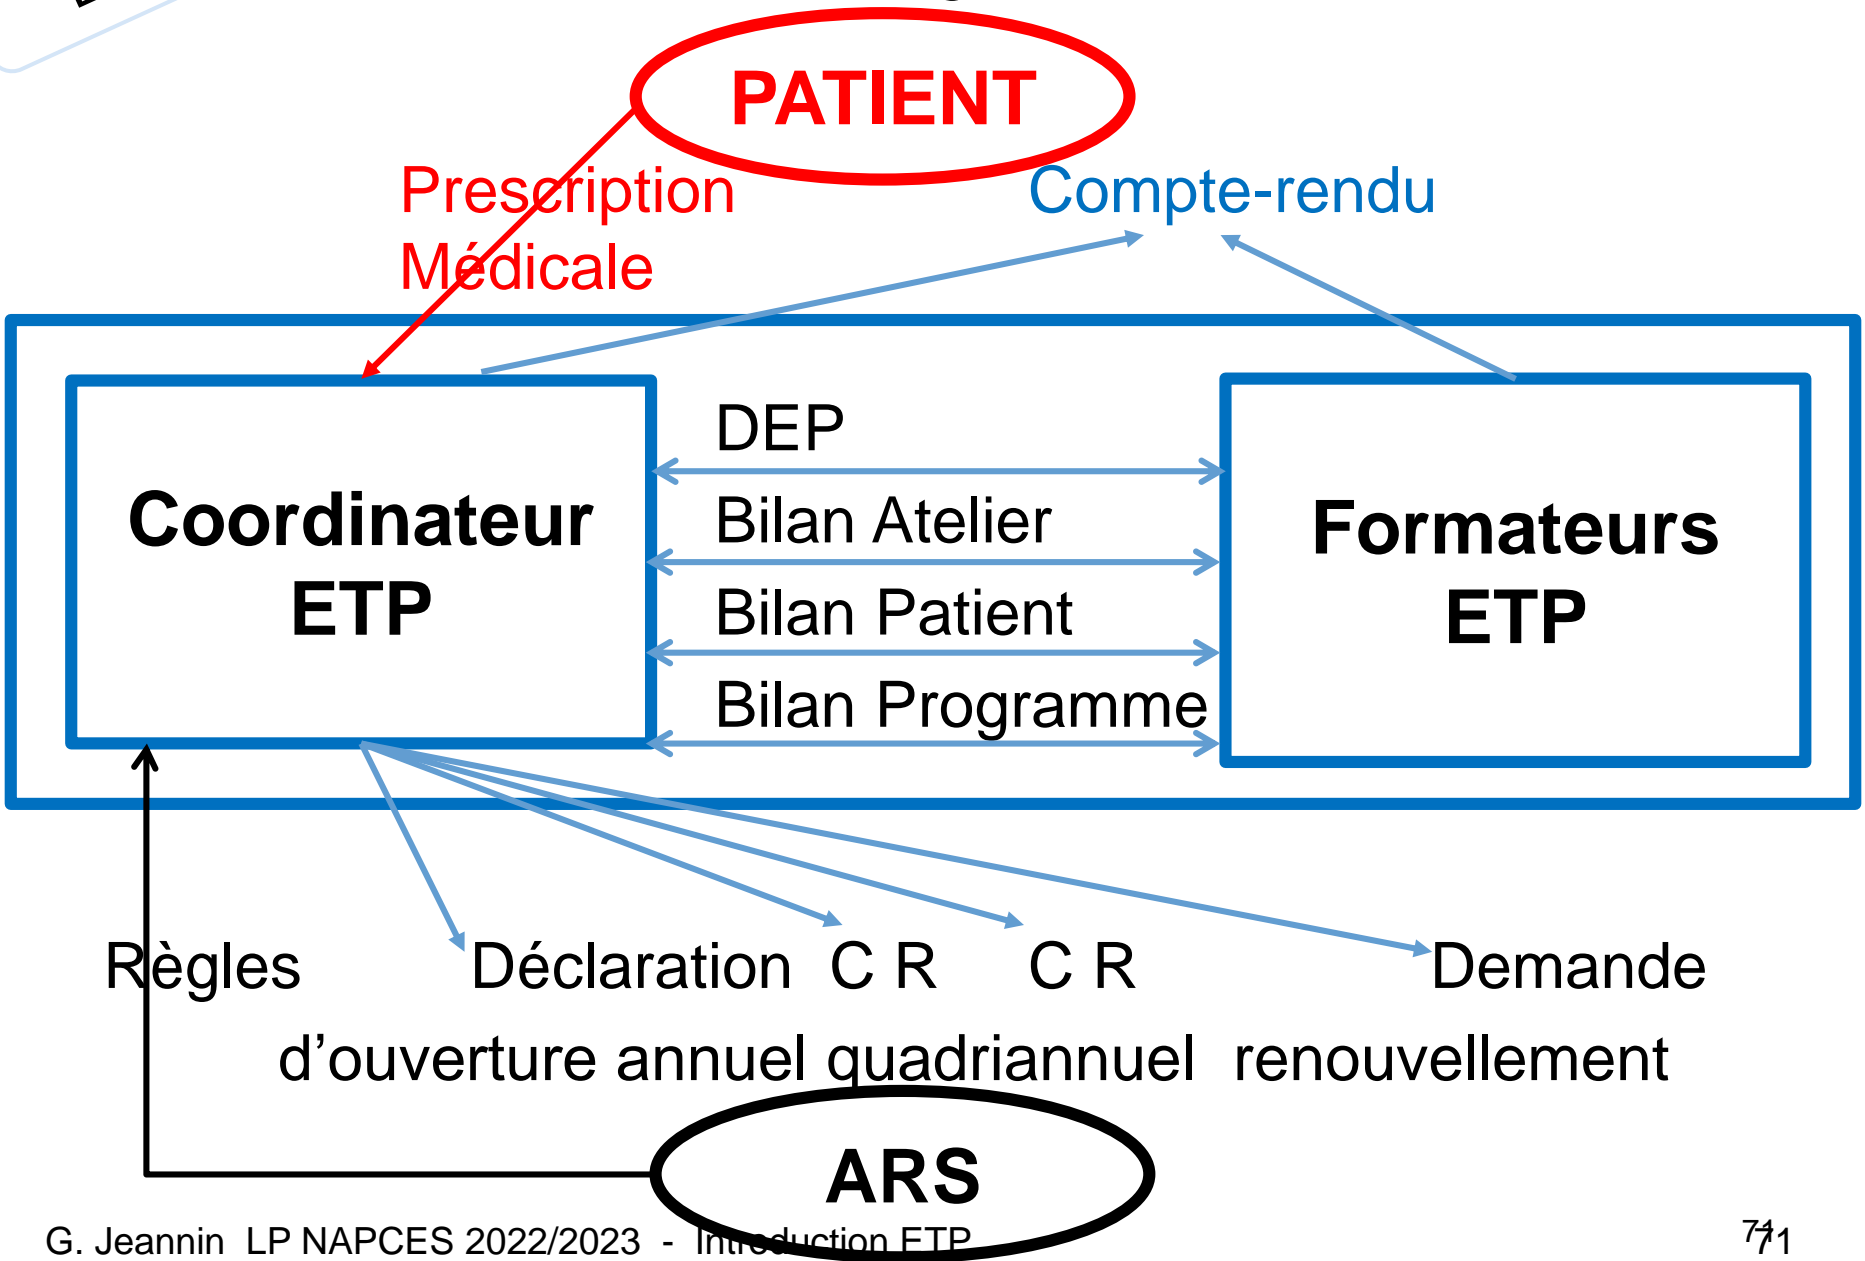 PATIENT
Prescription
Médicale
Compte-rendu
Coordinateur
ETP
DEP
Bilan Atelier
Bilan Patient
Bilan Programme
Formateurs
ETP
Règles Déclaration C R C R Demande
d’ouverture annuel quadriannuel renouvellement
ARS
G. Jeannin LP NAPCES 2022/2023 - Introduction ETP